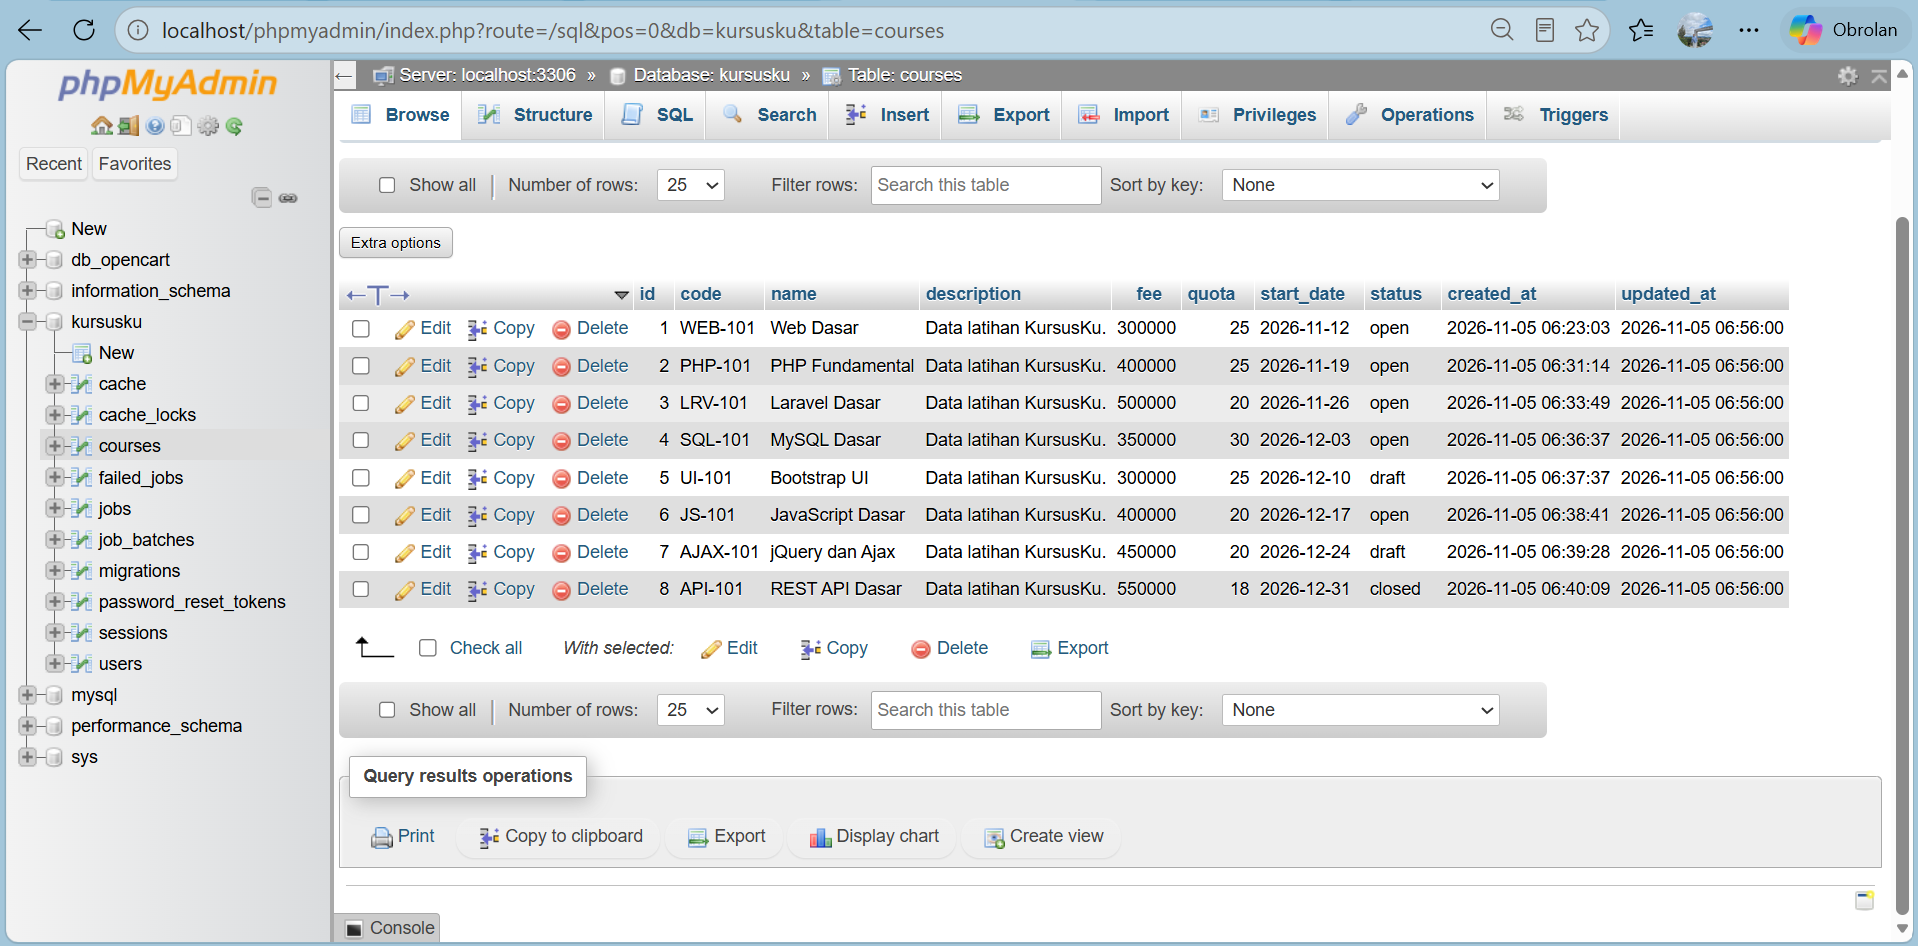 localhost/phpmyadmin/index.php?route=/sql&pos=0&db=kursusku&table=courses
Obrolan
phpMyAdmin
Recent Favorites
New
db_opencart
information_schema
kursusku
New
cache
cache_locks
courses
failed_jobs
jobs
job_batches
migrations
password_reset_tokens
sessions
users
mysql
performance_schema
sys
Server: localhost:3306 » Database: kursusku » Table: courses
Browse Structure SQL Search Insert Export Import Privileges Operations Triggers
Show all Number of rows: 25 Filter rows: Search this table Sort by key: None
Extra options
id code name description fee quota start_date status created_at updated_at
Edit Copy Delete 1 WEB-101 Web Dasar Data latihan KursusKu. 300000 25 2026-11-12 open 2026-11-05 06:23:03 2026-11-05 06:56:00
Edit Copy Delete 2 PHP-101 PHP Fundamental Data latihan KursusKu. 400000 25 2026-11-19 open 2026-11-05 06:31:14 2026-11-05 06:56:00
Edit Copy Delete 3 LRV-101 Laravel Dasar Data latihan KursusKu. 500000 20 2026-11-26 open 2026-11-05 06:33:49 2026-11-05 06:56:00
Edit Copy Delete 4 SQL-101 MySQL Dasar Data latihan KursusKu. 350000 30 2026-12-03 open 2026-11-05 06:36:37 2026-11-05 06:56:00
Edit Copy Delete 5 UI-101 Bootstrap UI Data latihan KursusKu. 300000 25 2026-12-10 draft 2026-11-05 06:37:37 2026-11-05 06:56:00
Edit Copy Delete 6 JS-101 JavaScript Dasar Data latihan KursusKu. 400000 20 2026-12-17 open 2026-11-05 06:38:41 2026-11-05 06:56:00
Edit Copy Delete 7 AJAX-101 jQuery dan Ajax Data latihan KursusKu. 450000 20 2026-12-24 draft 2026-11-05 06:39:28 2026-11-05 06:56:00
Edit Copy Delete 8 API-101 REST API Dasar Data latihan KursusKu. 550000 18 2026-12-31 closed 2026-11-05 06:40:09 2026-11-05 06:56:00
Check all With selected: Edit Copy Delete Export
Show all Number of rows: 25 Filter rows: Search this table Sort by key: None
Query results operations
Print Copy to clipboard Export Display chart Create view
Console